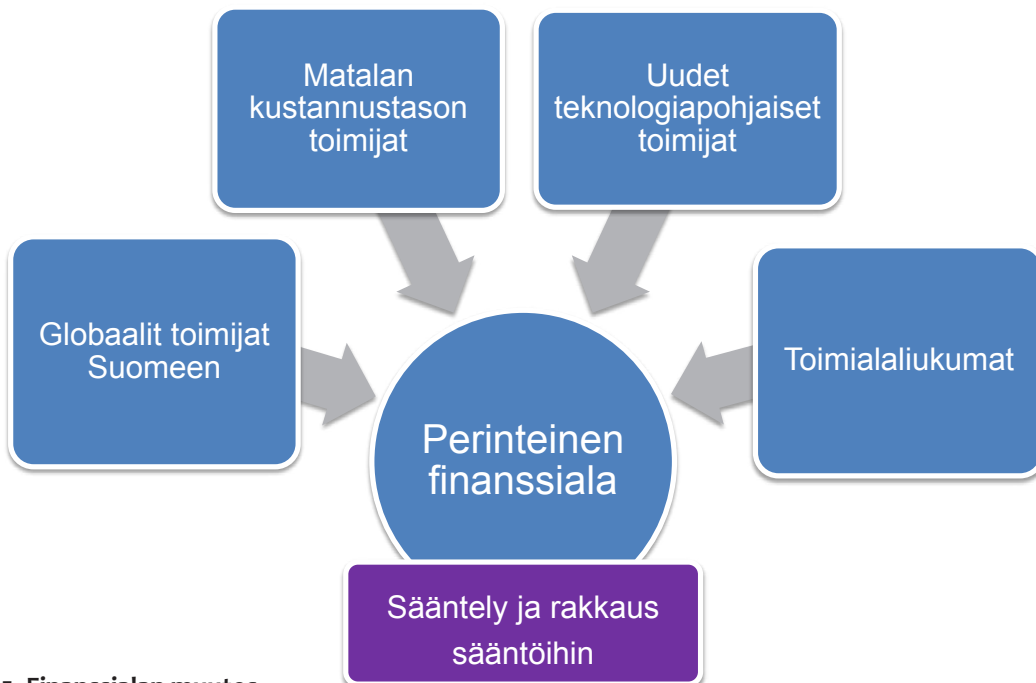 Matalan
kustannustason
toimijat
Uudet
teknologiapohjaiset
toimijat
Globaalit toimijat
Suomeen
Toimialaliukumat
Perinteinen
finanssiala
Sääntely ja rakkaus
sääntöihin